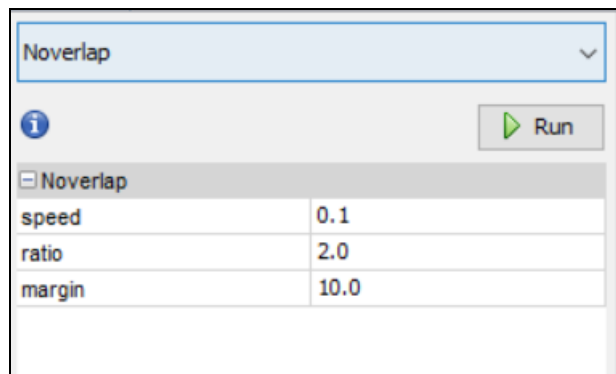 Noverlap
Run
Noverlap
speed 0.1
ratio 2.0
margin 10.0